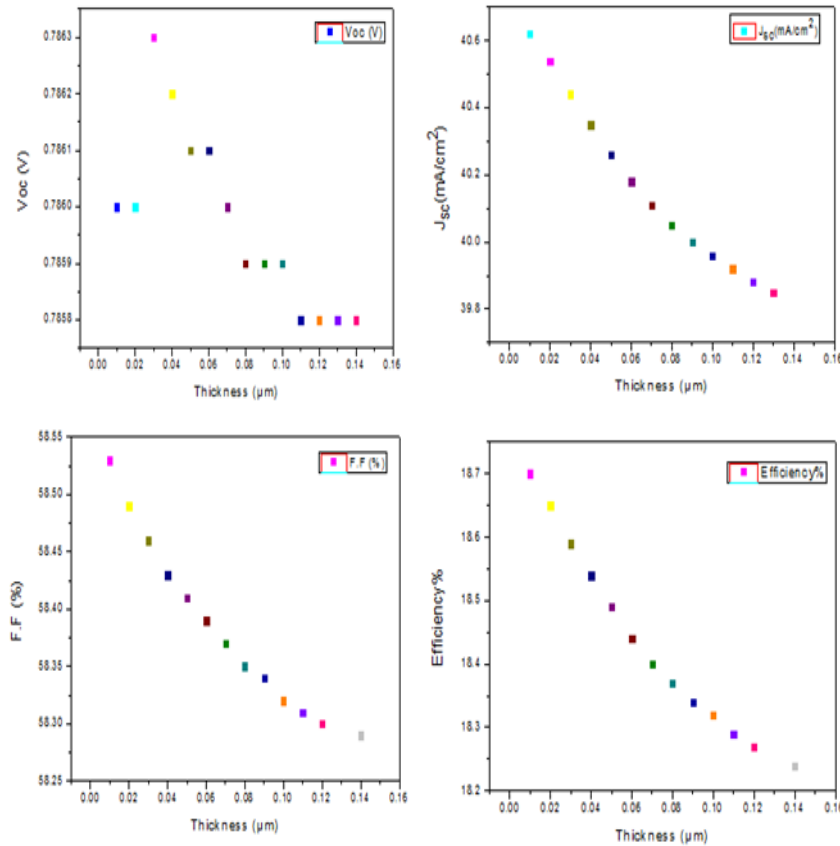 Voc (V)
0.7863
0.7862
0.7861
0.7860
0.7859
0.7858
Voc (V)
0.00 0.02 0.04 0.06 0.08 0.10 0.12 0.14 0.16
Thickness (µm)
J_SC(mA/cm²)
40.6
40.4
40.2
40.0
39.8
J_SC(mA/cm²)
0.00 0.02 0.04 0.06 0.08 0.10 0.12 0.14 0.16
Thickness (µm)
F.F (%)
58.55
58.50
58.45
58.40
58.35
58.30
58.25
F.F (%)
0.00 0.02 0.04 0.06 0.08 0.10 0.12 0.14 0.16
Thickness (µm)
Efficiency%
18.7
18.6
18.5
18.4
18.3
18.2
Efficiency%
0.00 0.02 0.04 0.06 0.08 0.10 0.12 0.14 0.16
Thickness (µm)